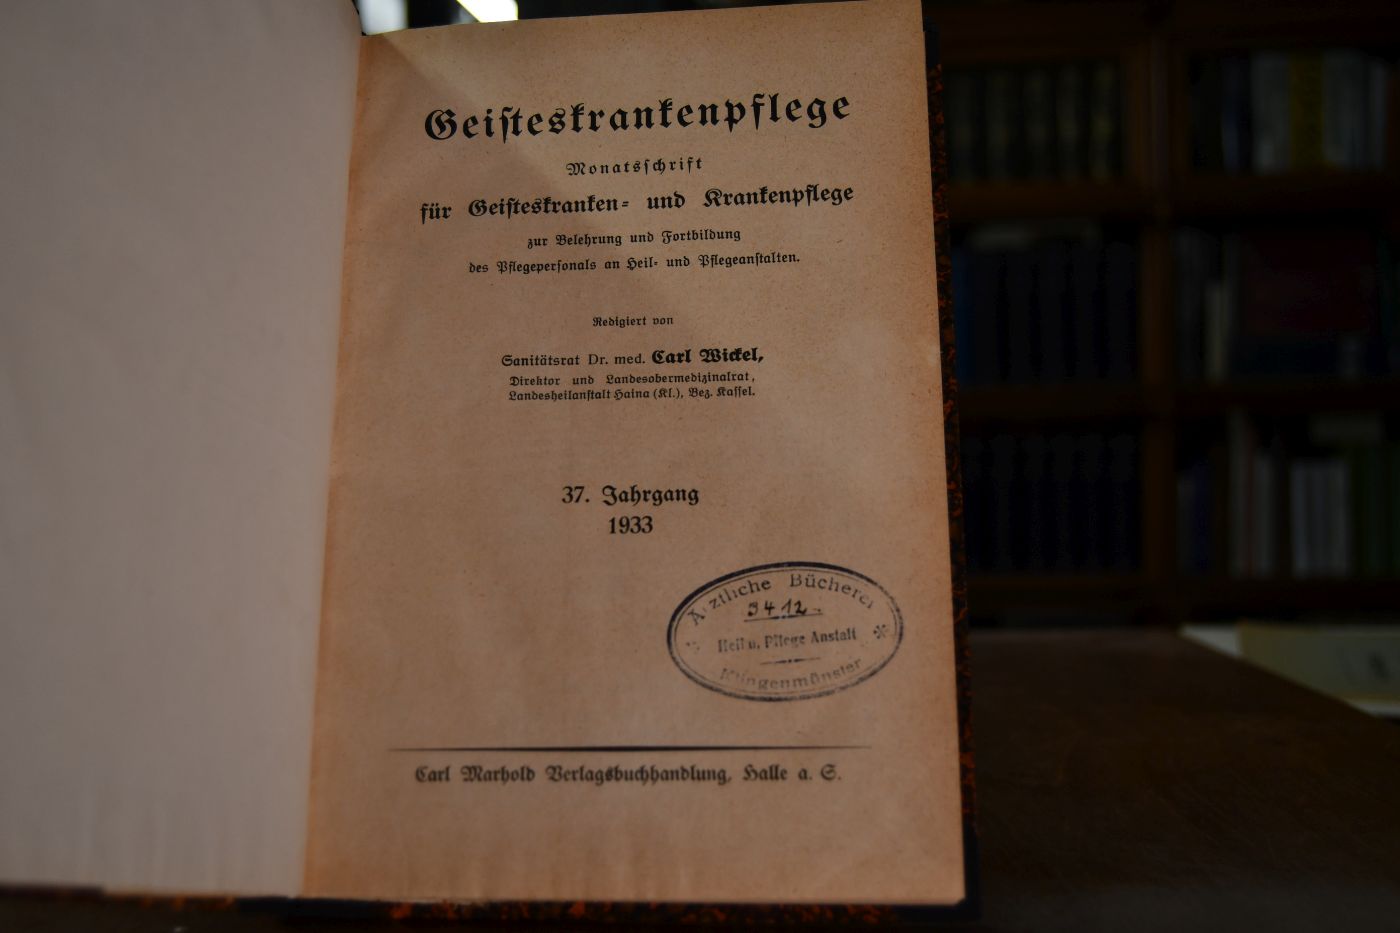 Geiſteskrankenpflege
Monatsſchrift
für Geiſteskranken- und Krankenpflege
zur Belehrung und Fortbildung
des Pflegeperſonals an Heil- und Pflegeanſtalten.
Redigiert von
Sanitätsrat Dr. med. Carl Wickel,
Direktor und Landesobermedizinalrat,
Landesheilanſtalt Haina (Kl.), Bez. Kaſſel.
37. Jahrgang
1933
Ärztliche Bücherei
3412.
Heil u. Pflege Anstalt
Klingenmünster
Carl Marhold Verlagsbuchhandlung, Halle a. S.